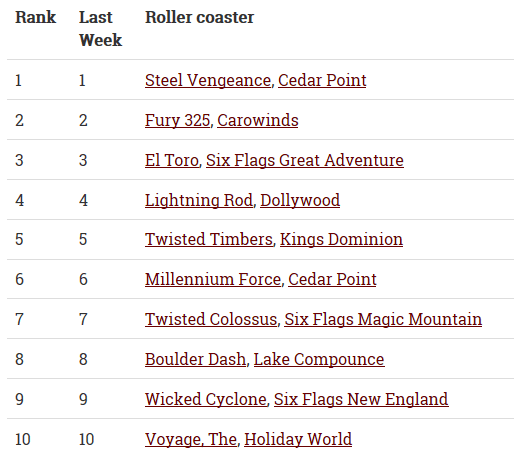 Rank Last Week Roller coaster
1 1 Steel Vengeance, Cedar Point
2 2 Fury 325, Carowinds
3 3 El Toro, Six Flags Great Adventure
4 4 Lightning Rod, Dollywood
5 5 Twisted Timbers, Kings Dominion
6 6 Millennium Force, Cedar Point
7 7 Twisted Colossus, Six Flags Magic Mountain
8 8 Boulder Dash, Lake Compounce
9 9 Wicked Cyclone, Six Flags New England
10 10 Voyage, The, Holiday World